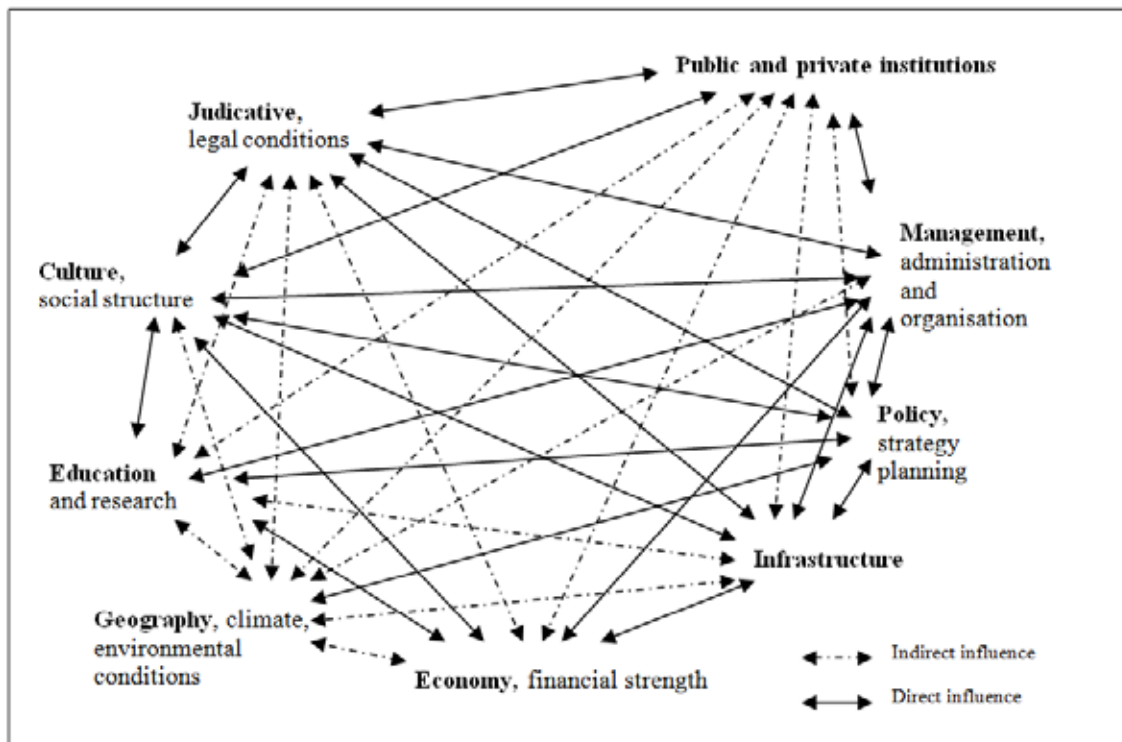 Public and private institutions
Judicative,
legal conditions
Management,
administration
and
organisation
Culture,
social structure
Policy,
strategy
planning
Education
and research
Infrastructure
Geography, climate,
environmental
conditions
Economy, financial strength
Indirect influence
Direct influence